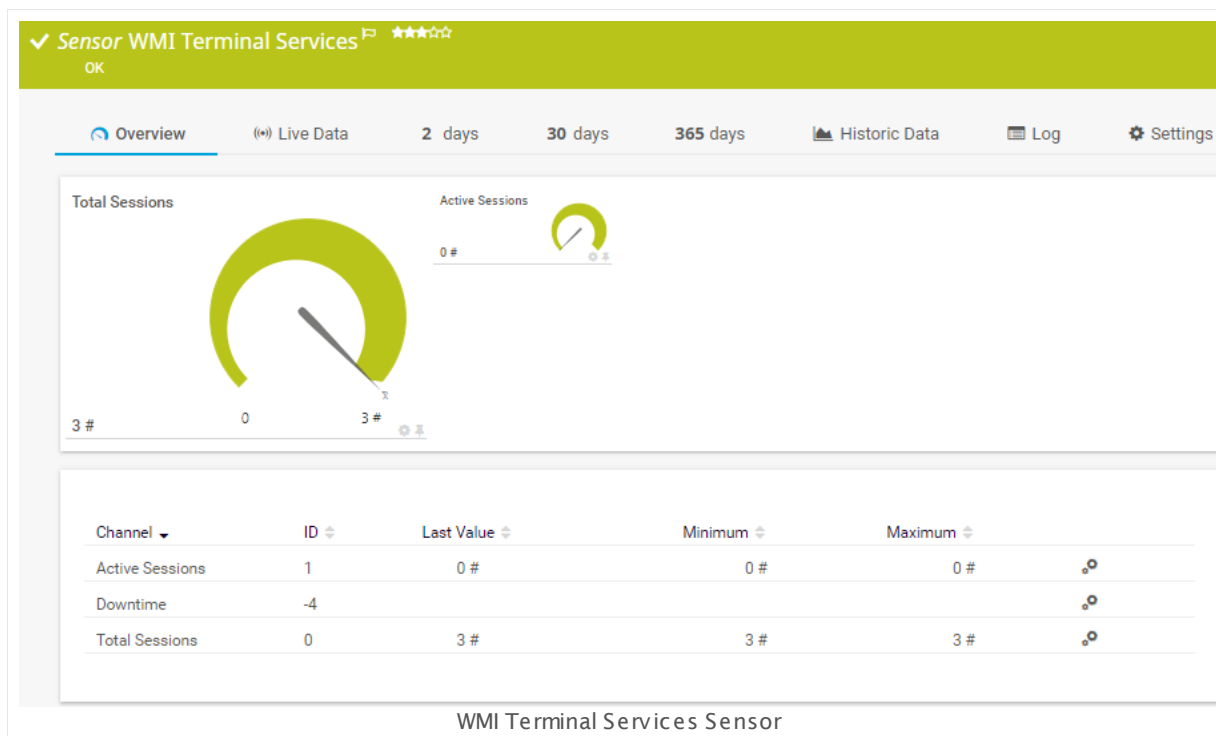 Sensor WMI Terminal Services
OK
Overview Live Data 2 days 30 days 365 days Historic Data Log Settings
Total Sessions
Active Sessions
0 #
0 3 #
3 #
Channel ID Last Value Minimum Maximum
Active Sessions 1 0 # 0 # 0 #
Downtime -4
Total Sessions 0 3 # 3 # 3 #
WMI Terminal Services Sensor